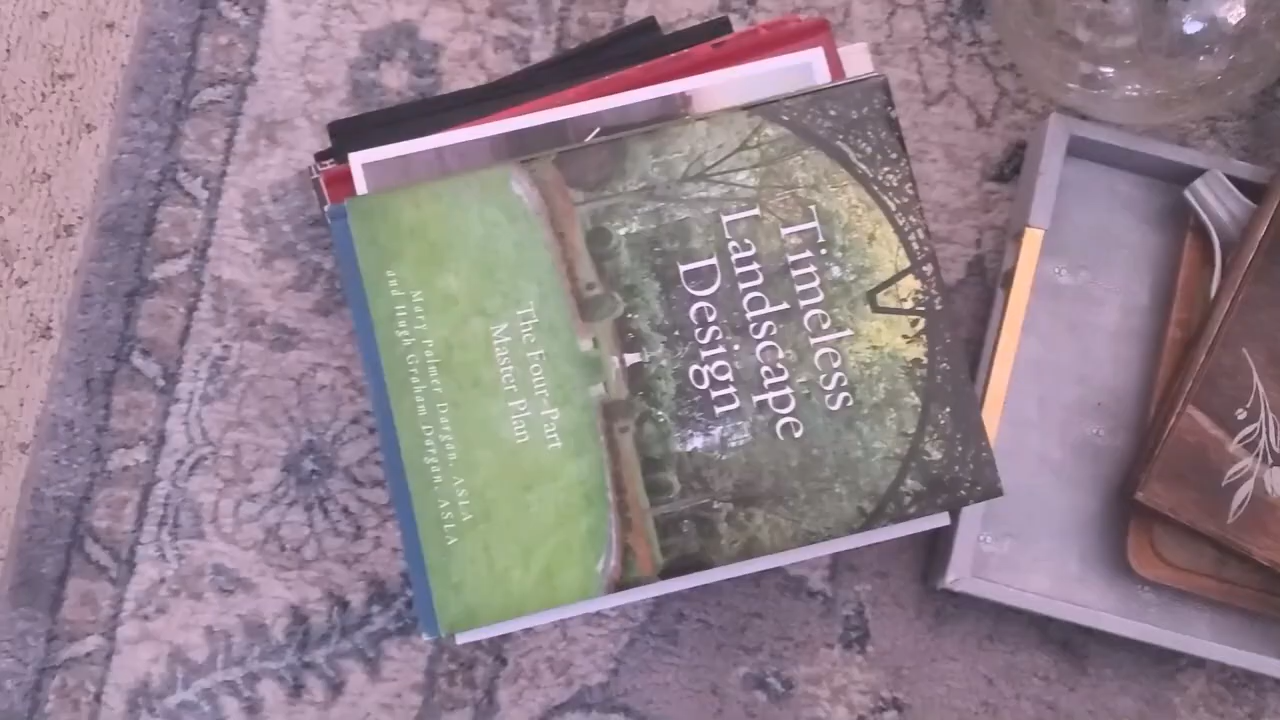 Timeless
Landscape
Design
The Four-Part
Master Plan
Mary Palmer Dargan, ASLA
and Hugh Graham Dargan, ASLA